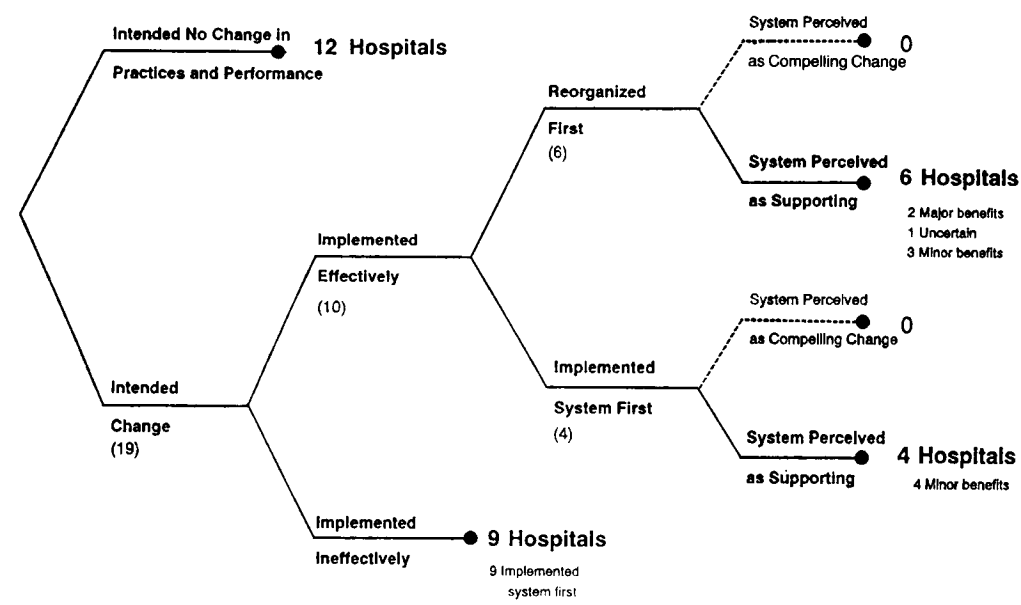 Intended No Change in
Practices and Performance
12 Hospitals
System Perceived
as Compelling Change
0
Reorganized
First
(6)
System Perceived
as Supporting
6 Hospitals
2 Major benefits
1 Uncertain
3 Minor benefits
Implemented
Effectively
(10)
System Perceived
as Compelling Change
0
Implemented
System First
(4)
Intended
Change
(19)
System Perceived
as Supporting
4 Hospitals
4 Minor benefits
Implemented
Ineffectively
9 Hospitals
9 Implemented
system first